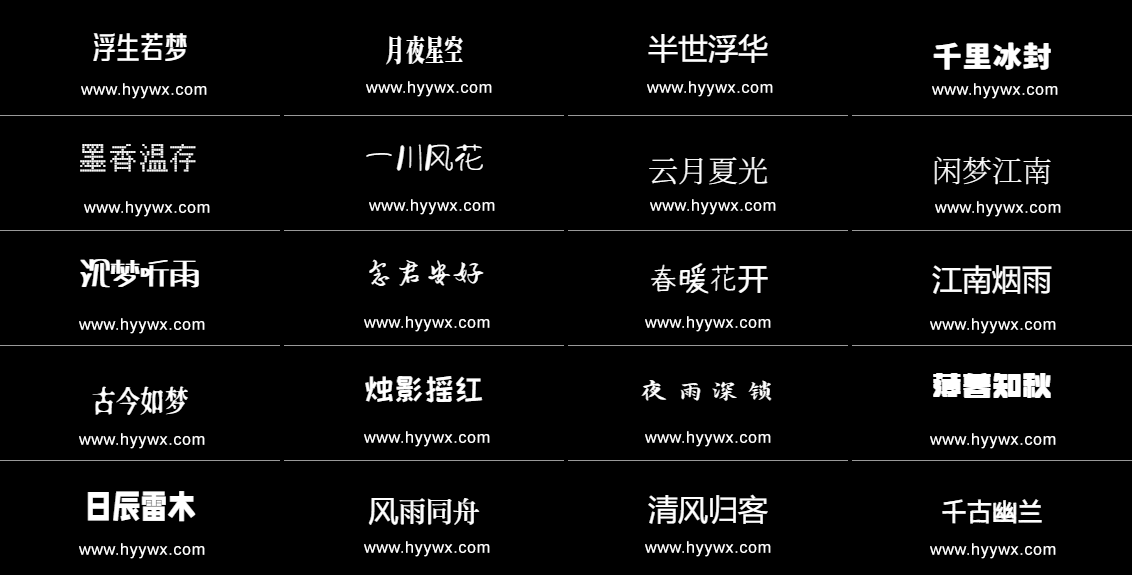 浮生若梦
www.hyywx.com
月夜星空
www.hyywx.com
半世浮华
www.hyywx.com
千里冰封
www.hyywx.com
墨香温存
www.hyywx.com
一川风花
www.hyywx.com
云月夏光
www.hyywx.com
闲梦江南
www.hyywx.com
沉梦听雨
www.hyywx.com
怎君安好
www.hyywx.com
春暖花开
www.hyywx.com
江南烟雨
www.hyywx.com
古今如梦
www.hyywx.com
烛影摇红
www.hyywx.com
夜雨深锁
www.hyywx.com
薄暮知秋
www.hyywx.com
日辰雷木
www.hyywx.com
风雨同舟
www.hyywx.com
清风归客
www.hyywx.com
千古幽兰
www.hyywx.com